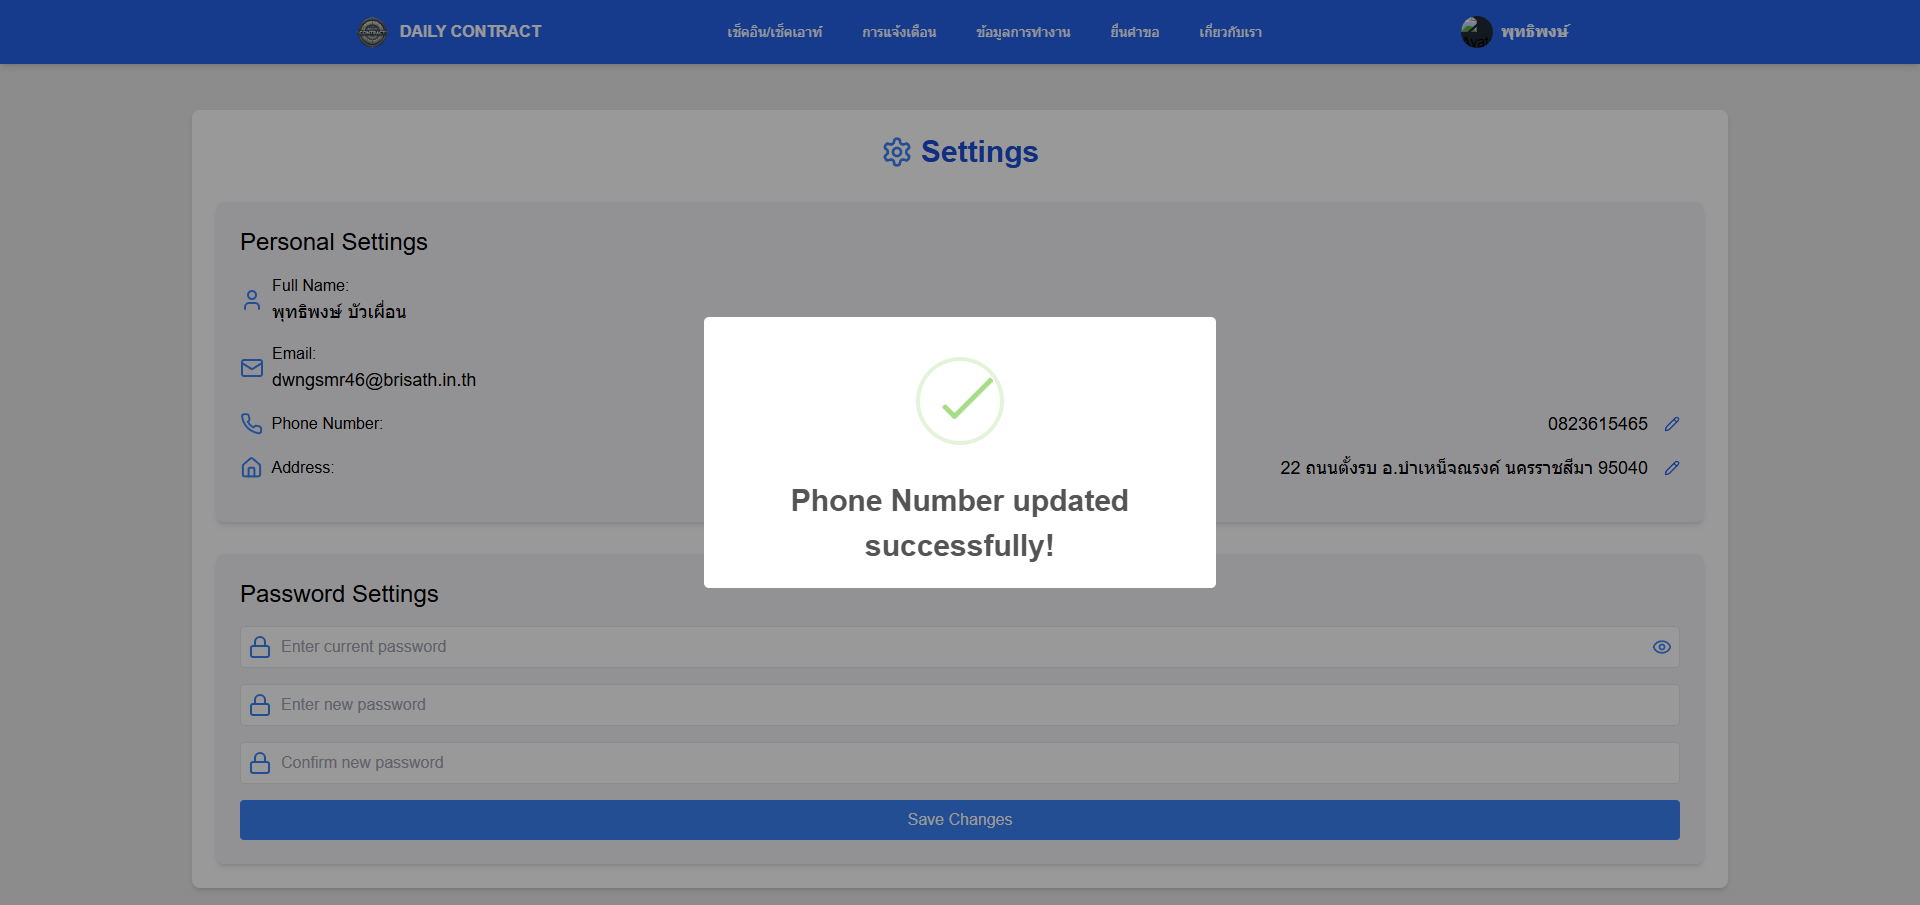 DAILY CONTRACT
เช็คอิน/เช็คเอาท์
การแจ้งเตือน
ข้อมูลการทำงาน
ยื่นคำขอ
เกี่ยวกับเรา
พุทธิพงษ์
Settings
Personal Settings
Full Name:
พุทธิพงษ์ บัวเผื่อน
Email:
dwngsmr46@brisath.in.th
Phone Number:
0823615465
Address:
22 ถนนตั้งรบ อ.บำเหน็จณรงค์ นครราชสีมา 95040
Phone Number updated
successfully!
Password Settings
Enter current password
Enter new password
Confirm new password
Save Changes